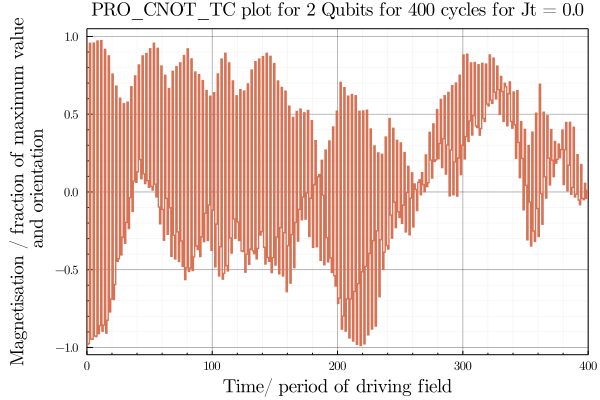 PRO_CNOT_TC plot for 2 Qubits for 400 cycles for Jt = 0.0
Magnetisation / fraction of maximum value
and orientation
1.0
0.5
0.0
−0.5
−1.0
0 100 200 300 400
Time/ period of driving field